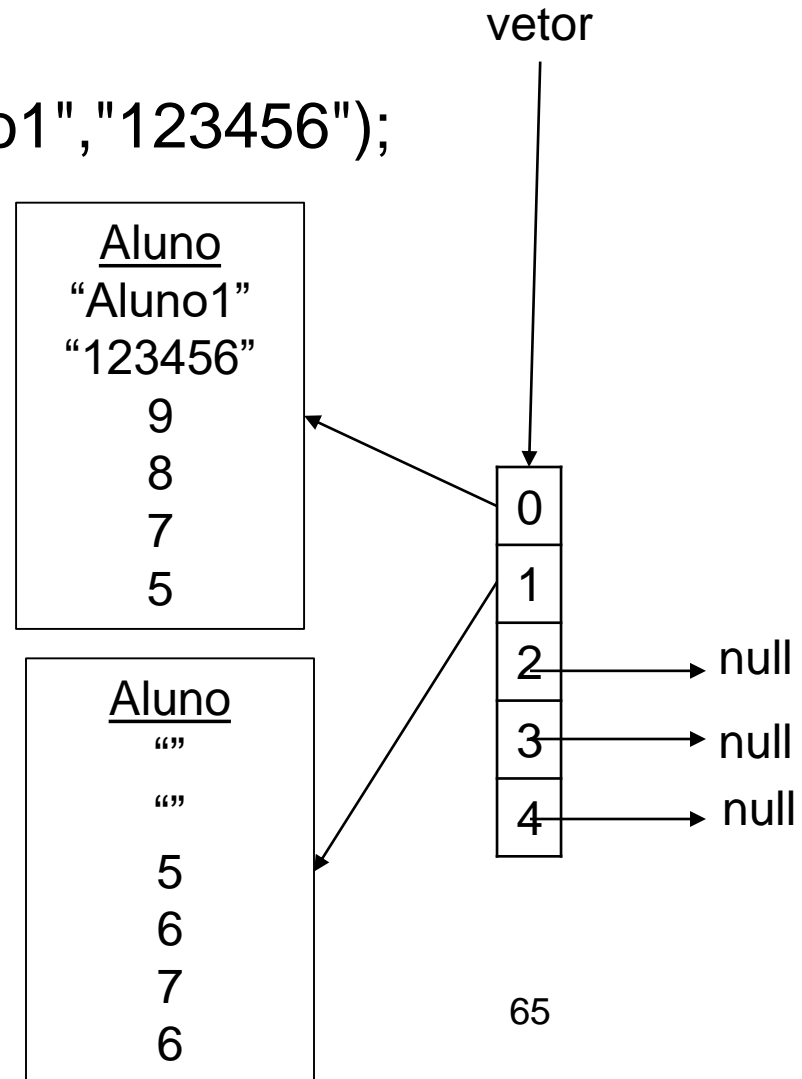 vetor
o1","123456");
Aluno
“Aluno1”
“123456”
9
8
7
5
Aluno
“”
“”
5
6
7
6
0
1
2
3
4
null
null
null
65